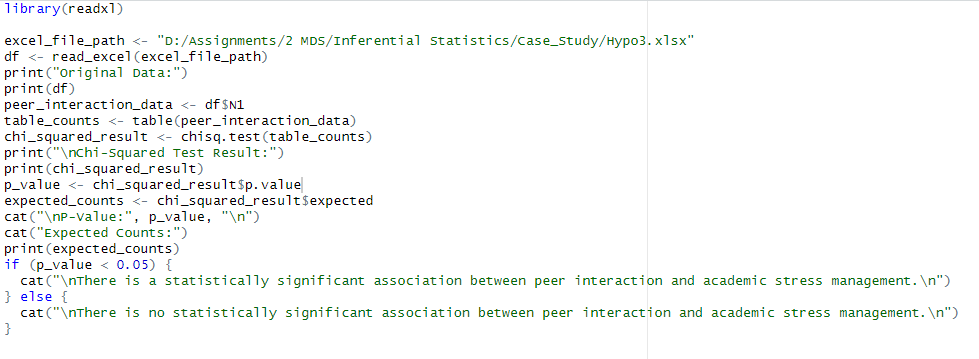 library(readxl)
excel_file_path <- "D:/Assignments/2 MDS/Inferential Statistics/Case_Study/Hypo3.xlsx"
df <- read_excel(excel_file_path)
print("Original Data:")
print(df)
peer_interaction_data <- df$N1
table_counts <- table(peer_interaction_data)
chi_squared_result <- chisq.test(table_counts)
print("\nChi-Squared Test Result:")
print(chi_squared_result)
p_value <- chi_squared_result$p.value
expected_counts <- chi_squared_result$expected
cat("\nP-Value:", p_value, "\n")
cat("Expected Counts:")
print(expected_counts)
if (p_value < 0.05) {
  cat("\nThere is a statistically significant association between peer interaction and academic stress management.\n")
} else {
  cat("\nThere is no statistically significant association between peer interaction and academic stress management.\n")
}